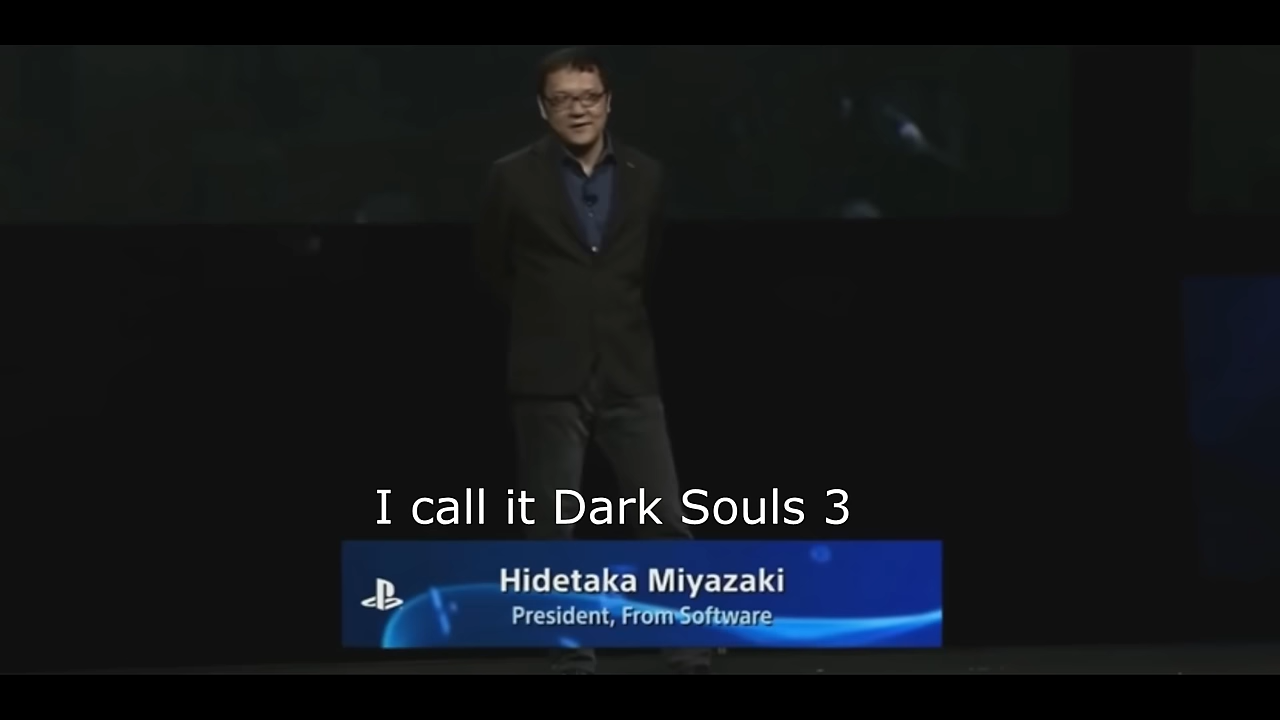 I call it Dark Souls 3
Hidetaka Miyazaki
President, From Software